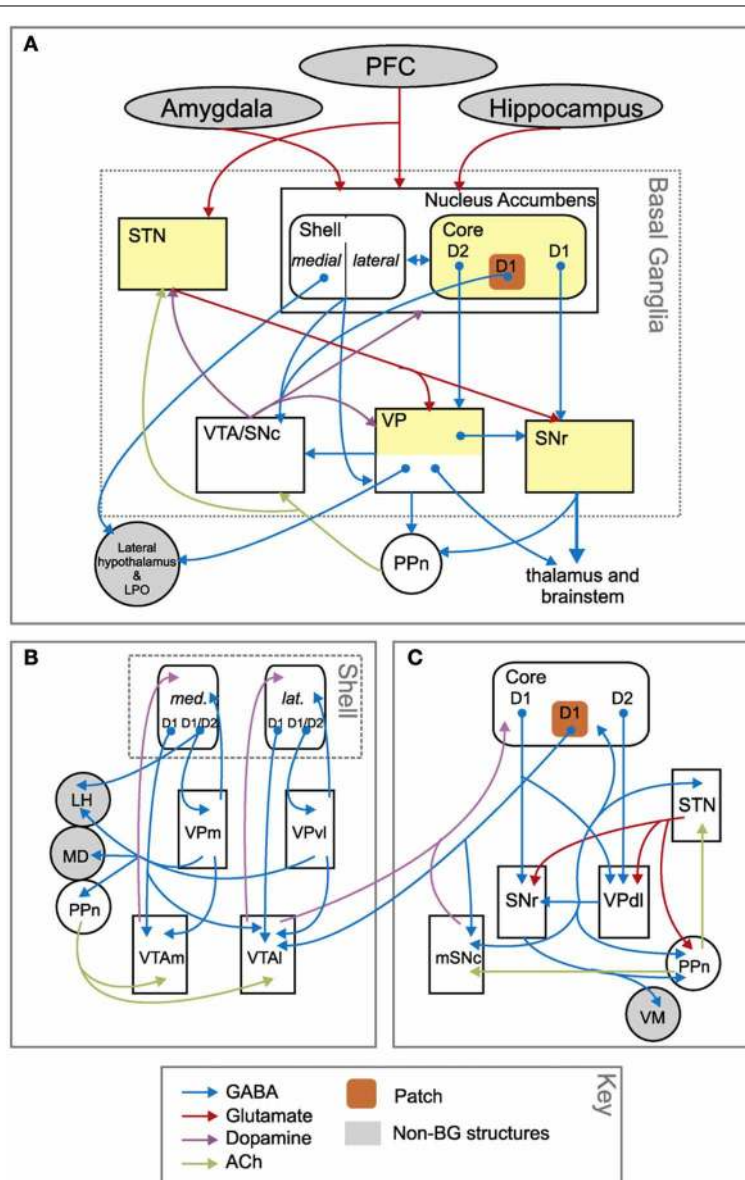 A
PFC
Amygdala
Hippocampus
Basal Ganglia
Nucleus Accumbens
STN
Shell
medial
lateral
Core
D2
D1
D1
VTA/SNc
VP
SNr
Lateral
hypothalamus
&
LPO
PPn
thalamus and
brainstem
B
Shell
med.
D1
D1/D2
lat.
D1
D1/D2
LH
MD
PPn
VPm
VPvl
VTAm
VTAl
C
Core
D1
D1
D2
STN
SNr
VPdl
mSNc
PPn
VM
Key
GABA
Glutamate
Dopamine
ACh
Patch
Non-BG structures